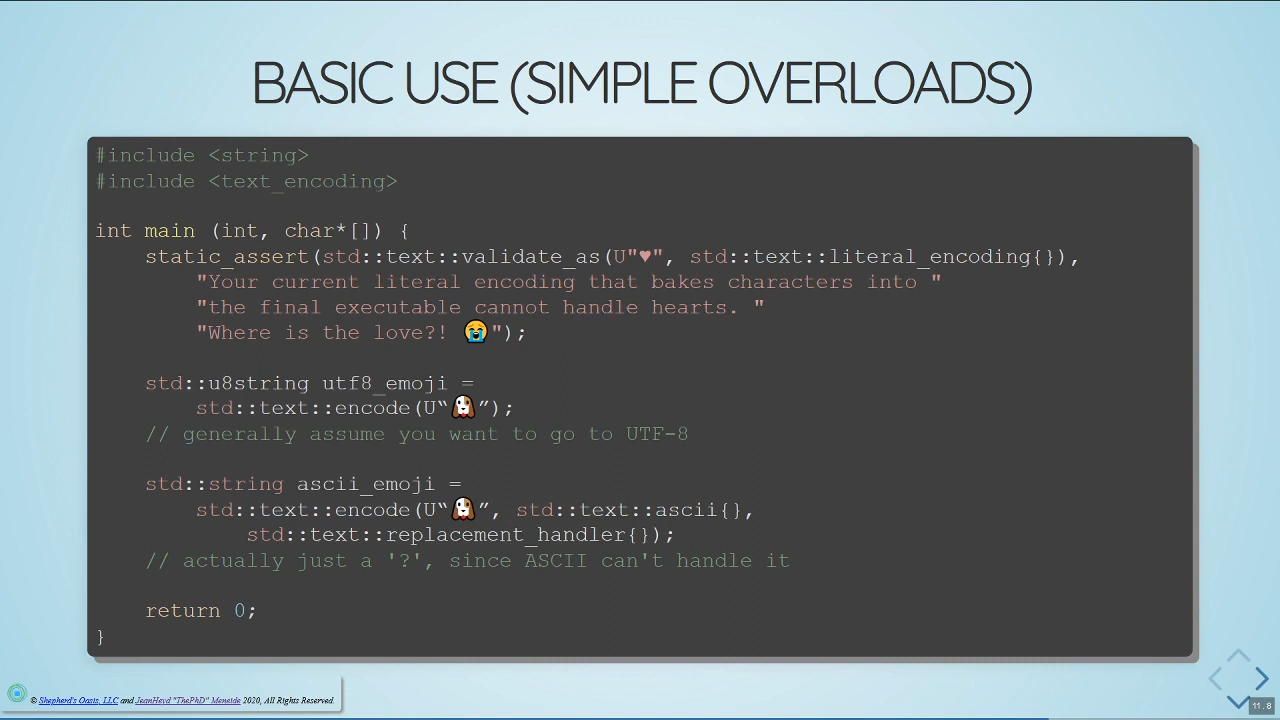 BASIC USE (SIMPLE OVERLOADS)
#include <string>
#include <text_encoding>
int main (int, char*[]) {
static_assert(std::text::validate_as(U"♥", std::text::literal_encoding{}),
"Your current literal encoding that bakes characters into "
"the final executable cannot handle hearts. "
"Where is the love?! 😭");
std::u8string utf8_emoji =
std::text::encode(U“🐶”);
// generally assume you want to go to UTF-8
std::string ascii_emoji =
std::text::encode(U“🐶”, std::text::ascii{},
std::text::replacement_handler{});
// actually just a '?', since ASCII can't handle it
return 0;
}
© Shepherd's Oasis, LLC and JeanHeyd "ThePhD" Meneide 2020, All Rights Reserved.
11.8